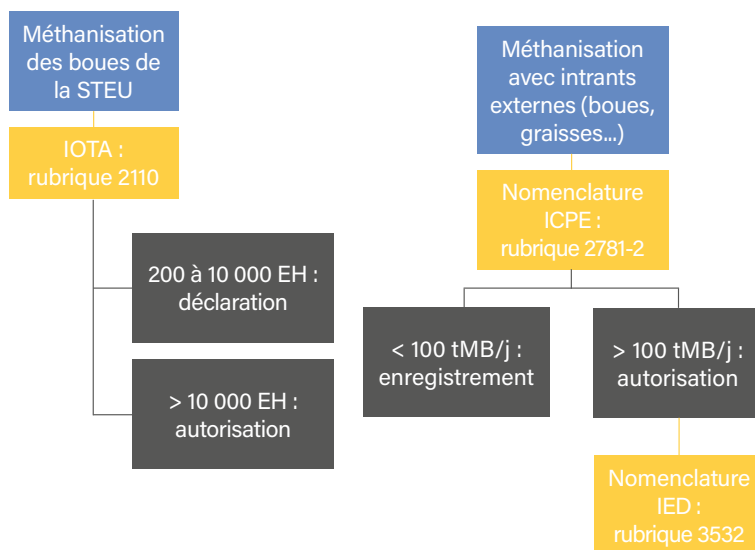 Méthanisation
des boues de
la STEU
IOTA :
rubrique 2110
200 à 10 000 EH :
déclaration
> 10 000 EH :
autorisation
Méthanisation
avec intrants
externes (boues,
graisses...)
Nomenclature
ICPE :
rubrique 2781-2
< 100 tMB/j :
enregistrement
> 100 tMB/j :
autorisation
Nomenclature
IED :
rubrique 3532